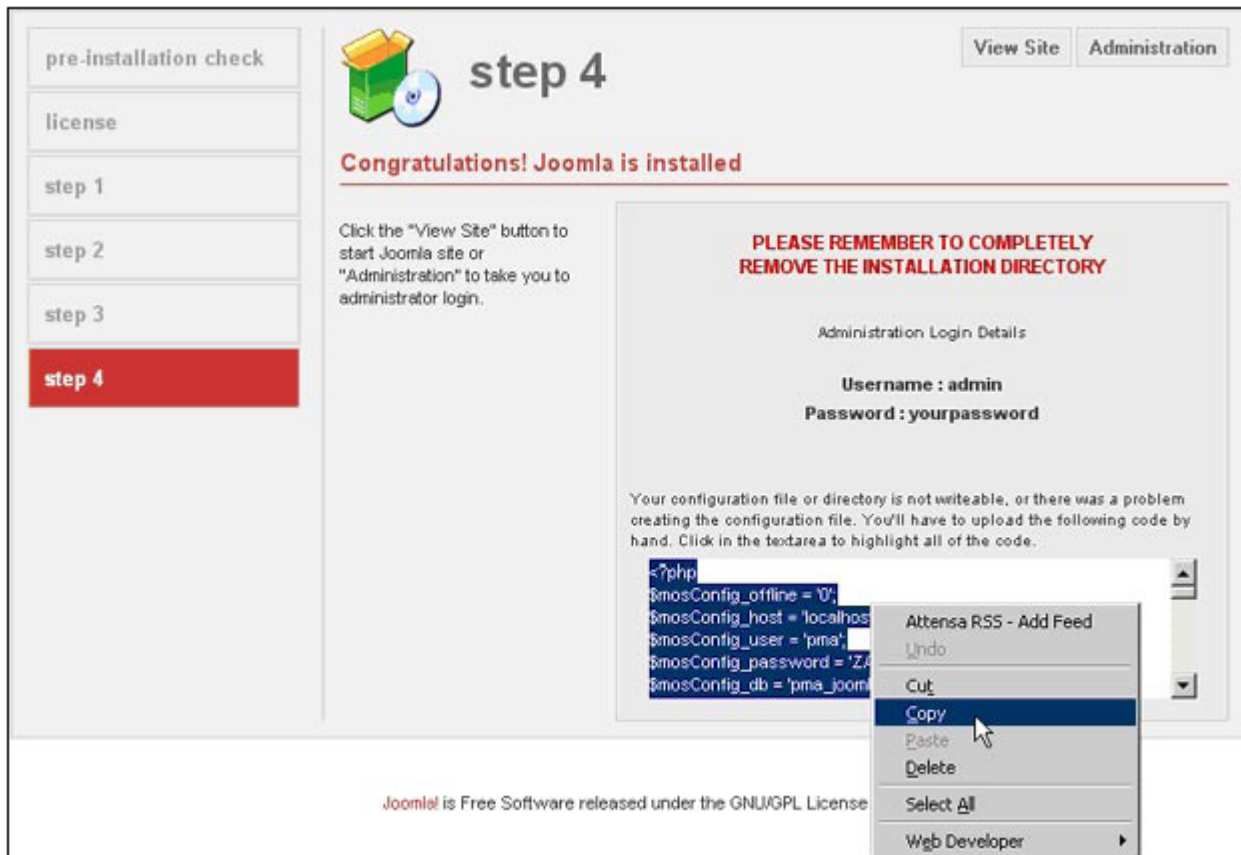 pre-installation check
license
step 1
step 2
step 3
step 4
step 4
View Site
Administration
Congratulations! Joomla is installed
Click the "View Site" button to
start Joomla site or
"Administration" to take you to
administrator login.
PLEASE REMEMBER TO COMPLETELY
REMOVE THE INSTALLATION DIRECTORY
Administration Login Details
Username : admin
Password : yourpassword
Your configuration file or directory is not writeable, or there was a problem
creating the configuration file. You'll have to upload the following code by
hand. Click in the textarea to highlight all of the code.
<?php
$mosConfig_offline = '0';
$mosConfig_host = 'localhos
$mosConfig_user = 'pma';
$mosConfig_password = 'ZA
$mosConfig_db = 'pma_jooml
Attensa RSS - Add Feed
Undo
Cut
Copy
Paste
Delete
Select All
Web Developer
Joomla! is Free Software released under the GNU/GPL License